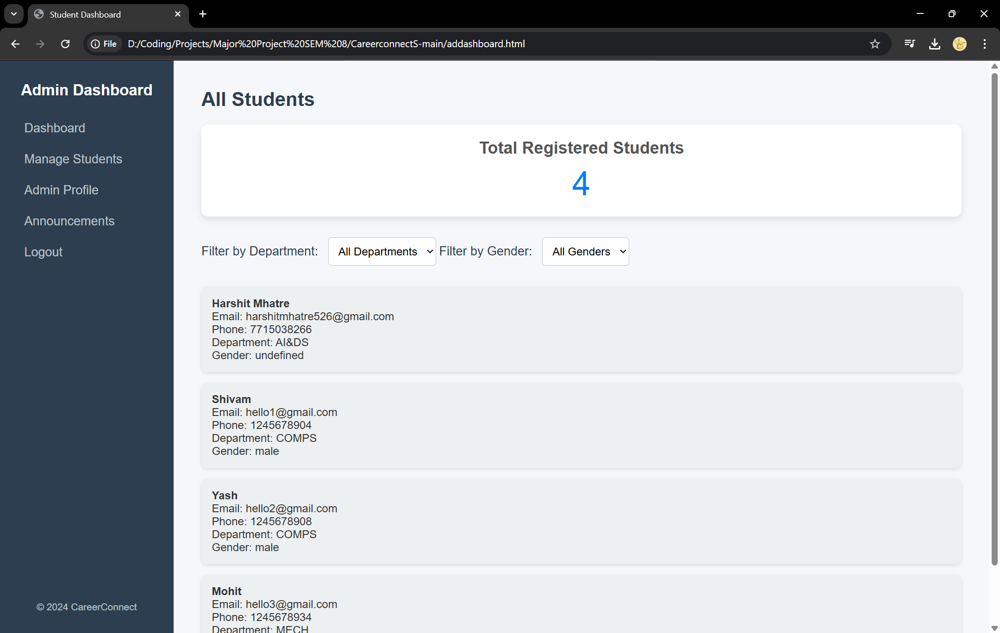 Student Dashboard
File D:/Coding/Projects/Major%20Project%20SEM%208/CareerconnectS-main/addashboard.html
Admin Dashboard
Dashboard
Manage Students
Admin Profile
Announcements
Logout
© 2024 CareerConnect
All Students
Total Registered Students
4
Filter by Department: All Departments Filter by Gender: All Genders
Harshit Mhatre
Email: harshitmhatre526@gmail.com
Phone: 7715038266
Department: AI&DS
Gender: undefined
Shivam
Email: hello1@gmail.com
Phone: 1245678904
Department: COMPS
Gender: male
Yash
Email: hello2@gmail.com
Phone: 1245678908
Department: COMPS
Gender: male
Mohit
Email: hello3@gmail.com
Phone: 1245678934
Department: MECH